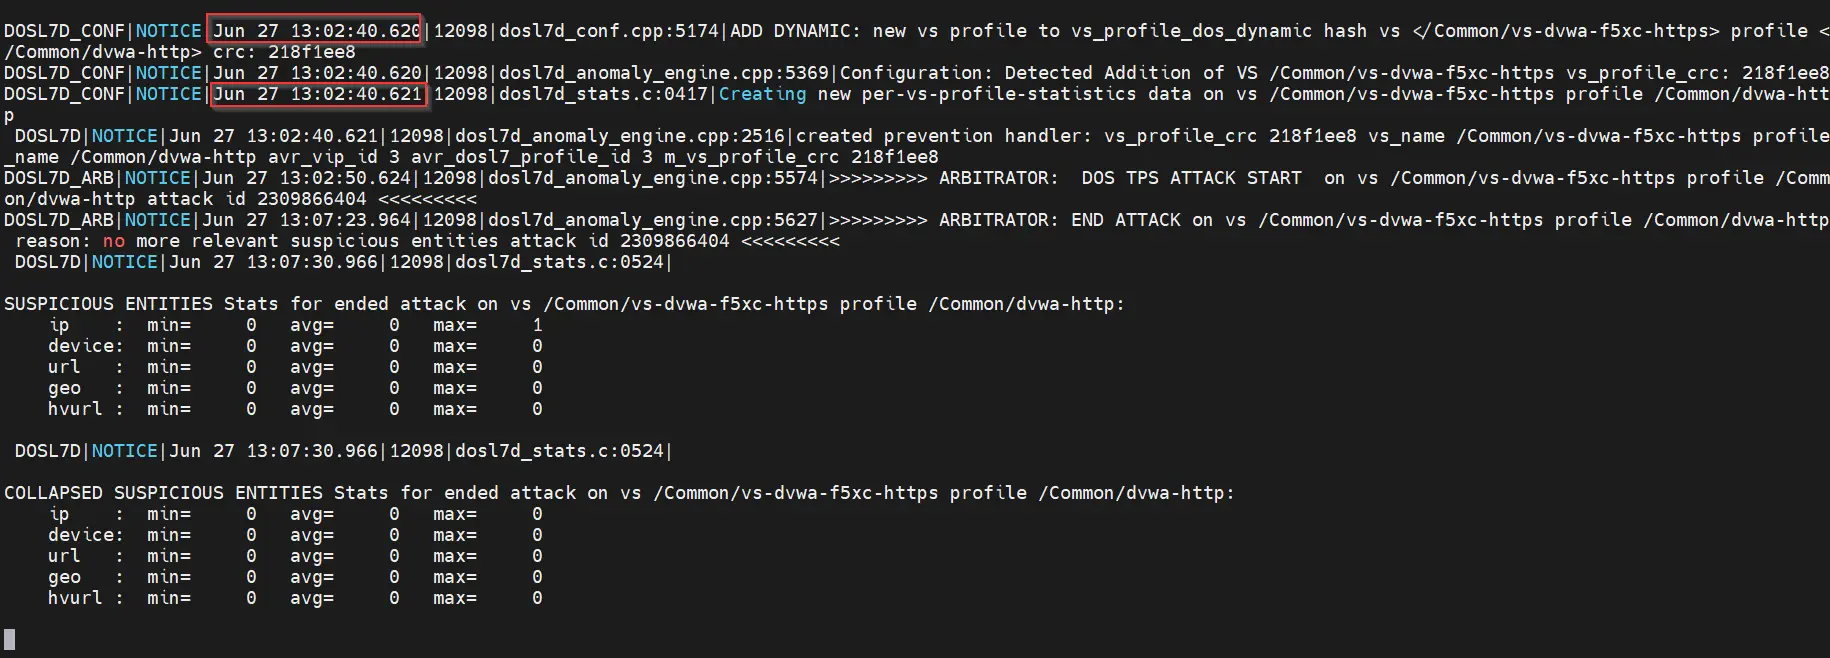 DOSL7D_CONF|NOTICE|Jun 27 13:02:40.620|12098|dosl7d_conf.cpp:5174|ADD DYNAMIC: new vs profile to vs_profile_dos_dynamic hash vs </Common/vs-dvwa-f5xc-https> profile <
/Common/dvwa-http> crc: 218f1ee8
DOSL7D_CONF|NOTICE|Jun 27 13:02:40.620|12098|dosl7d_anomaly_engine.cpp:5369|Configuration: Detected Addition of VS /Common/vs-dvwa-f5xc-https vs_profile_crc: 218f1ee8
DOSL7D_CONF|NOTICE|Jun 27 13:02:40.621|12098|dosl7d_stats.c:0417|Creating new per-vs-profile-statistics data on vs /Common/vs-dvwa-f5xc-https profile /Common/dvwa-htt
p
DOSL7D|NOTICE|Jun 27 13:02:40.621|12098|dosl7d_anomaly_engine.cpp:2516|created prevention handler: vs_profile_crc 218f1ee8 vs_name /Common/vs-dvwa-f5xc-https profile
_name /Common/dvwa-http avr_vip_id 3 avr_dosl7_profile_id 3 m_vs_profile_crc 218f1ee8
DOSL7D_ARB|NOTICE|Jun 27 13:02:50.624|12098|dosl7d_anomaly_engine.cpp:5574|>>>>>>>>> ARBITRATOR:  DOS TPS ATTACK START  on vs /Common/vs-dvwa-f5xc-https profile /Comm
on/dvwa-http attack id 2309866404 <<<<<<<<<
DOSL7D_ARB|NOTICE|Jun 27 13:07:23.964|12098|dosl7d_anomaly_engine.cpp:5627|>>>>>>>>> ARBITRATOR: END ATTACK on vs /Common/vs-dvwa-f5xc-https profile /Common/dvwa-http
reason: no more relevant suspicious entities attack id 2309866404 <<<<<<<<<
DOSL7D|NOTICE|Jun 27 13:07:30.966|12098|dosl7d_stats.c:0524|
SUSPICIOUS ENTITIES Stats for ended attack on vs /Common/vs-dvwa-f5xc-https profile /Common/dvwa-http:
ip    :  min=     0   avg=     0   max=     1
device:  min=     0   avg=     0   max=     0
url   :  min=     0   avg=     0   max=     0
geo   :  min=     0   avg=     0   max=     0
hvurl :  min=     0   avg=     0   max=     0
DOSL7D|NOTICE|Jun 27 13:07:30.966|12098|dosl7d_stats.c:0524|
COLLAPSED SUSPICIOUS ENTITIES Stats for ended attack on vs /Common/vs-dvwa-f5xc-https profile /Common/dvwa-http:
ip    :  min=     0   avg=     0   max=     0
device:  min=     0   avg=     0   max=     0
url   :  min=     0   avg=     0   max=     0
geo   :  min=     0   avg=     0   max=     0
hvurl :  min=     0   avg=     0   max=     0